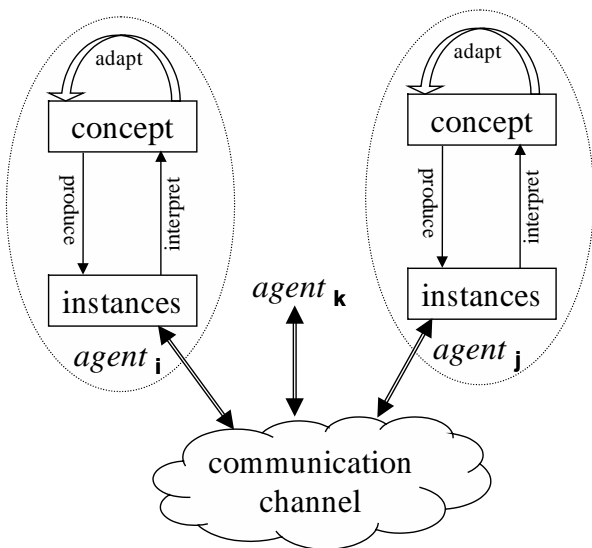 adapt
concept
produce
interpret
instances
agent i
adapt
concept
produce
interpret
instances
agent j
agent k
communication
channel